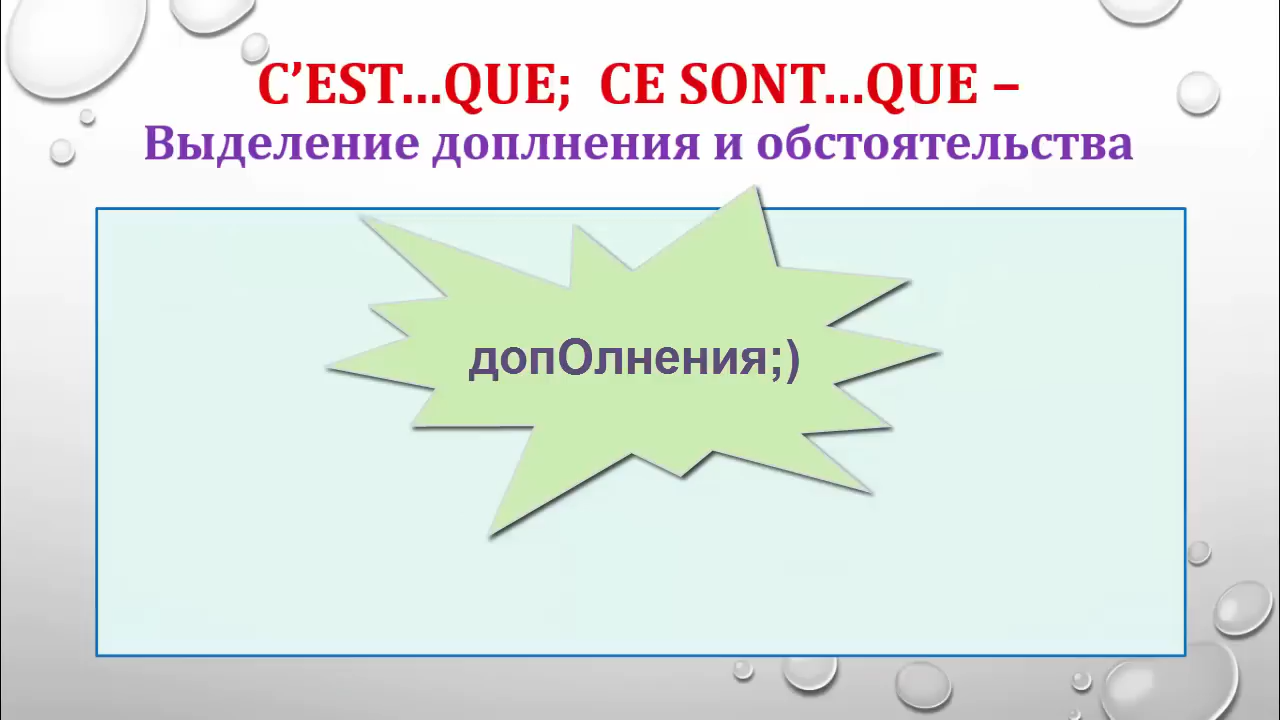 C’EST...QUE; CE SONT...QUE –
Выделение доплнения и обстоятельства
допОлнения;)